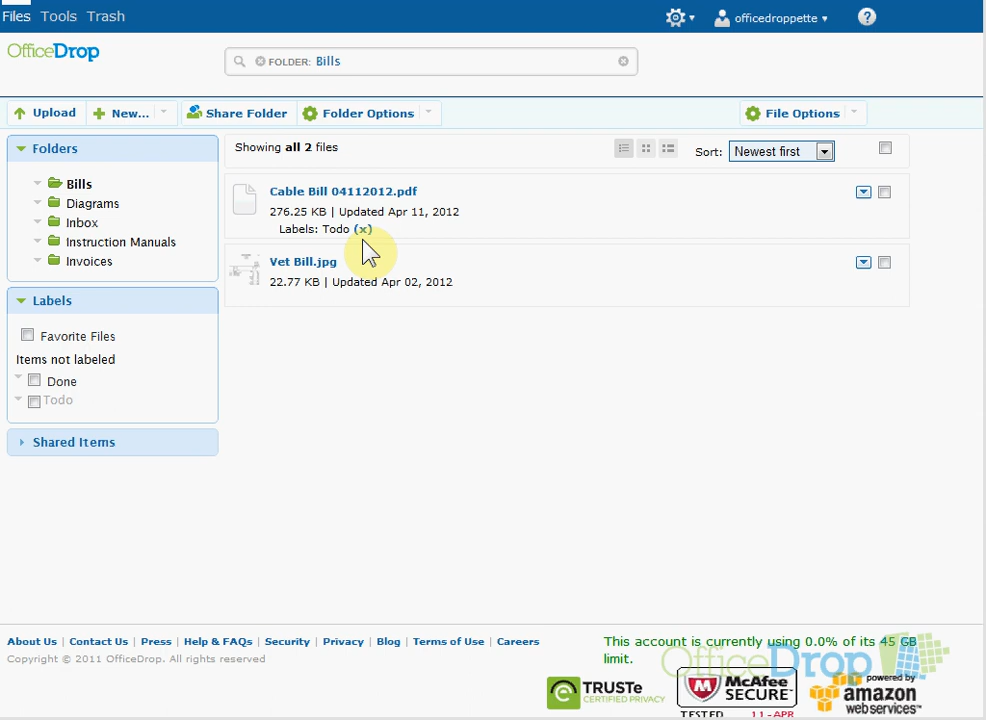 Files Tools Trash officedroppette
OfficeDrop FOLDER: Bills
Upload New... Share Folder Folder Options File Options
Folders
Bills
Diagrams
Inbox
Instruction Manuals
Invoices
Labels
Favorite Files
Items not labeled
Done
Todo
Shared Items
Showing all 2 files Sort: Newest first
Cable Bill 04112012.pdf
276.25 KB | Updated Apr 11, 2012
Labels: Todo (x)
Vet Bill.jpg
22.77 KB | Updated Apr 02, 2012
About Us | Contact Us | Press | Help & FAQs | Security | Privacy | Blog | Terms of Use | Careers
Copyright © 2011 OfficeDrop. All rights reserved
This account is currently using 0.0% of its 45 GB
limit.
OfficeDrop
TRUSTe
CERTIFIED PRIVACY
McAfee
SECURE™
TESTED 11-APR
powered by
amazon
webservices™